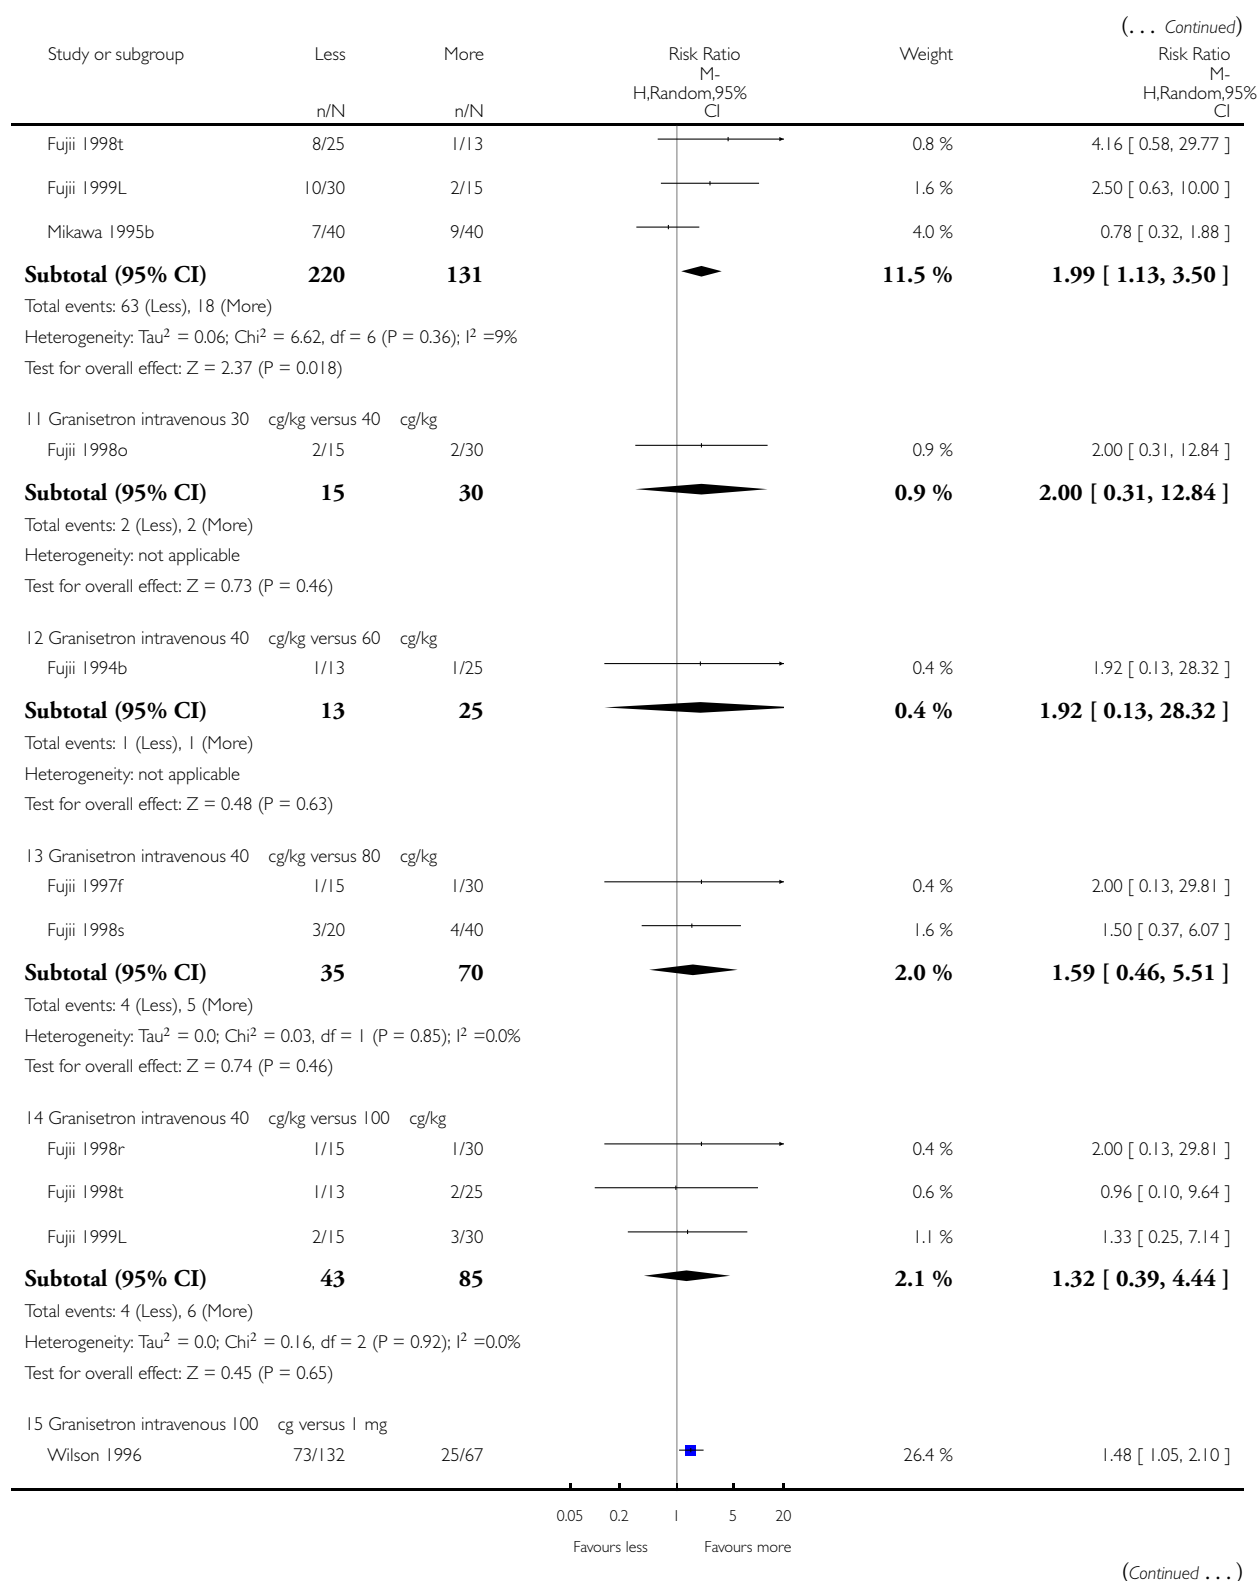 (... Continued)
Study or subgroup Less More Risk Ratio Weight Risk Ratio
M- M-
H,Random,95% H,Random,95%
n/N n/N CI CI
Fujii 1998t 8/25 1/13 0.8 % 4.16 [ 0.58, 29.77 ]
Fujii 1999L 10/30 2/15 1.6 % 2.50 [ 0.63, 10.00 ]
Mikawa 1995b 7/40 9/40 4.0 % 0.78 [ 0.32, 1.88 ]
Subtotal (95% CI) 220 131 11.5 % 1.99 [ 1.13, 3.50 ]
Total events: 63 (Less), 18 (More)
Heterogeneity: Tau² = 0.06; Chi² = 6.62, df = 6 (P = 0.36); I² =9%
Test for overall effect: Z = 2.37 (P = 0.018)
11 Granisetron intravenous 30 cg/kg versus 40 cg/kg
Fujii 1998o 2/15 2/30 0.9 % 2.00 [ 0.31, 12.84 ]
Subtotal (95% CI) 15 30 0.9 % 2.00 [ 0.31, 12.84 ]
Total events: 2 (Less), 2 (More)
Heterogeneity: not applicable
Test for overall effect: Z = 0.73 (P = 0.46)
12 Granisetron intravenous 40 cg/kg versus 60 cg/kg
Fujii 1994b 1/13 1/25 0.4 % 1.92 [ 0.13, 28.32 ]
Subtotal (95% CI) 13 25 0.4 % 1.92 [ 0.13, 28.32 ]
Total events: 1 (Less), 1 (More)
Heterogeneity: not applicable
Test for overall effect: Z = 0.48 (P = 0.63)
13 Granisetron intravenous 40 cg/kg versus 80 cg/kg
Fujii 1997f 1/15 1/30 0.4 % 2.00 [ 0.13, 29.81 ]
Fujii 1998s 3/20 4/40 1.6 % 1.50 [ 0.37, 6.07 ]
Subtotal (95% CI) 35 70 2.0 % 1.59 [ 0.46, 5.51 ]
Total events: 4 (Less), 5 (More)
Heterogeneity: Tau² = 0.0; Chi² = 0.03, df = 1 (P = 0.85); I² =0.0%
Test for overall effect: Z = 0.74 (P = 0.46)
14 Granisetron intravenous 40 cg/kg versus 100 cg/kg
Fujii 1998r 1/15 1/30 0.4 % 2.00 [ 0.13, 29.81 ]
Fujii 1998t 1/13 2/25 0.6 % 0.96 [ 0.10, 9.64 ]
Fujii 1999L 2/15 3/30 1.1 % 1.33 [ 0.25, 7.14 ]
Subtotal (95% CI) 43 85 2.1 % 1.32 [ 0.39, 4.44 ]
Total events: 4 (Less), 6 (More)
Heterogeneity: Tau² = 0.0; Chi² = 0.16, df = 2 (P = 0.92); I² =0.0%
Test for overall effect: Z = 0.45 (P = 0.65)
15 Granisetron intravenous 100 cg versus 1 mg
Wilson 1996 73/132 25/67 26.4 % 1.48 [ 1.05, 2.10 ]
0.05 0.2 1 5 20
Favours less Favours more
(Continued ...)